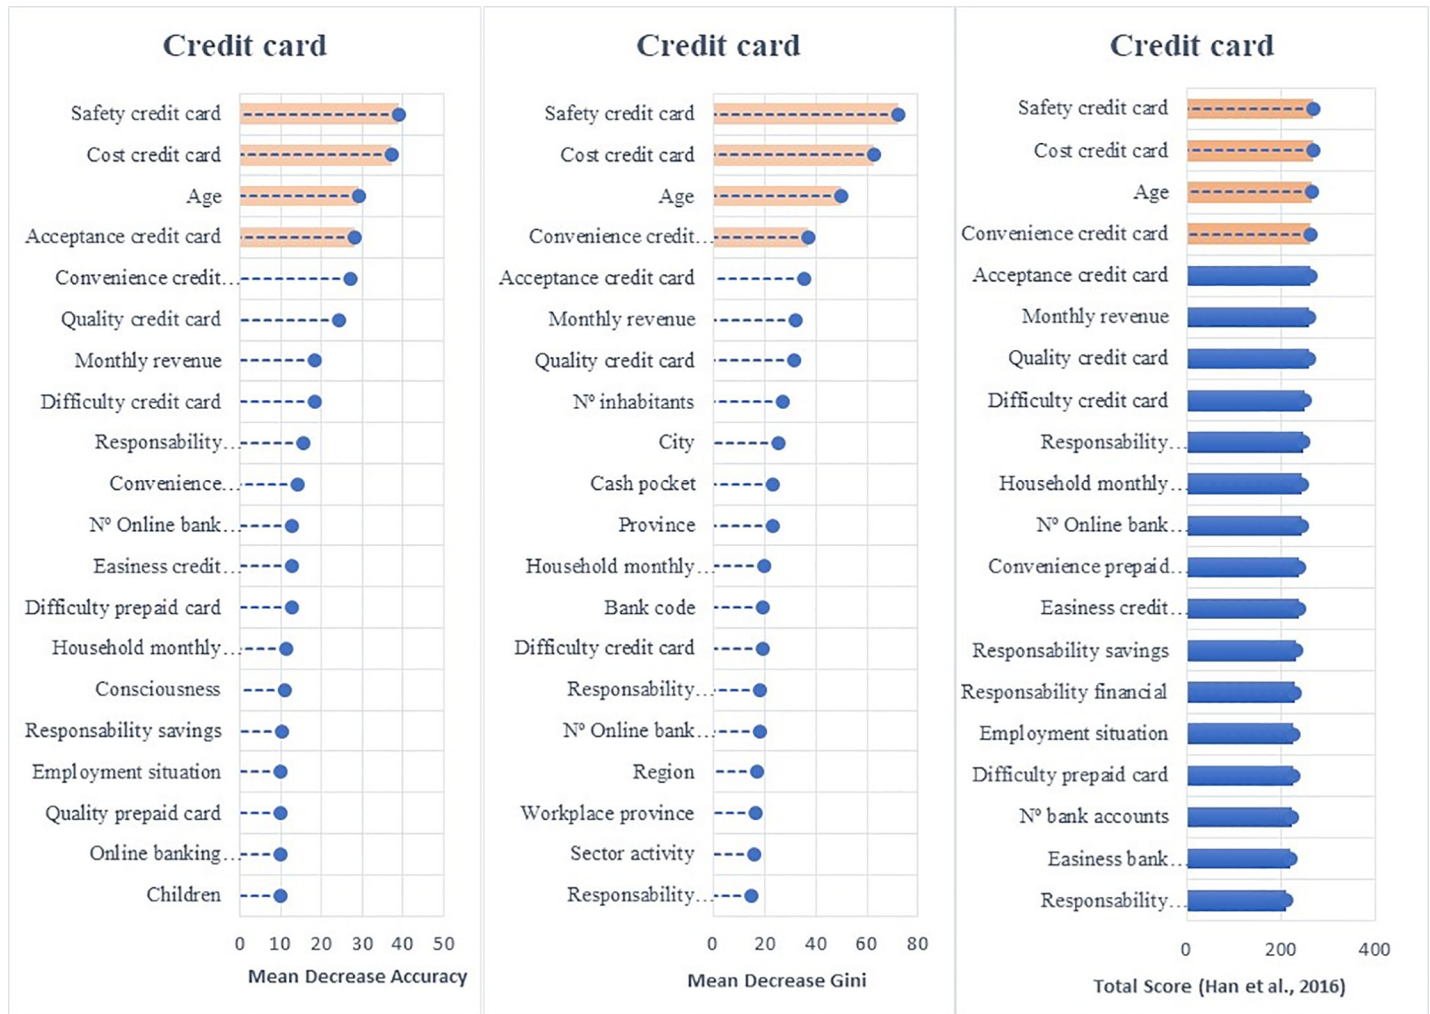 Credit card
Safety credit card
Cost credit card
Age
Acceptance credit card
Convenience credit...
Quality credit card
Monthly revenue
Difficulty credit card
Responsability...
Convenience...
Nº Online bank...
Easiness credit...
Difficulty prepaid card
Household monthly...
Consciousness
Responsability savings
Employment situation
Quality prepaid card
Online banking...
Children
0 10 20 30 40 50
Mean Decrease Accuracy
Credit card
Safety credit card
Cost credit card
Age
Convenience credit...
Acceptance credit card
Monthly revenue
Quality credit card
Nº inhabitants
City
Cash pocket
Province
Household monthly...
Bank code
Difficulty credit card
Responsability...
Nº Online bank...
Region
Workplace province
Sector activity
Responsability...
0 20 40 60 80
Mean Decrease Gini
Credit card
Safety credit card
Cost credit card
Age
Convenience credit card
Acceptance credit card
Monthly revenue
Quality credit card
Difficulty credit card
Responsability...
Household monthly...
Nº Online bank...
Convenience prepaid...
Easiness credit...
Responsability savings
Responsability financial
Employment situation
Difficulty prepaid card
Nº bank accounts
Easiness bank...
Responsability...
0 200 400
Total Score (Han et al., 2016)